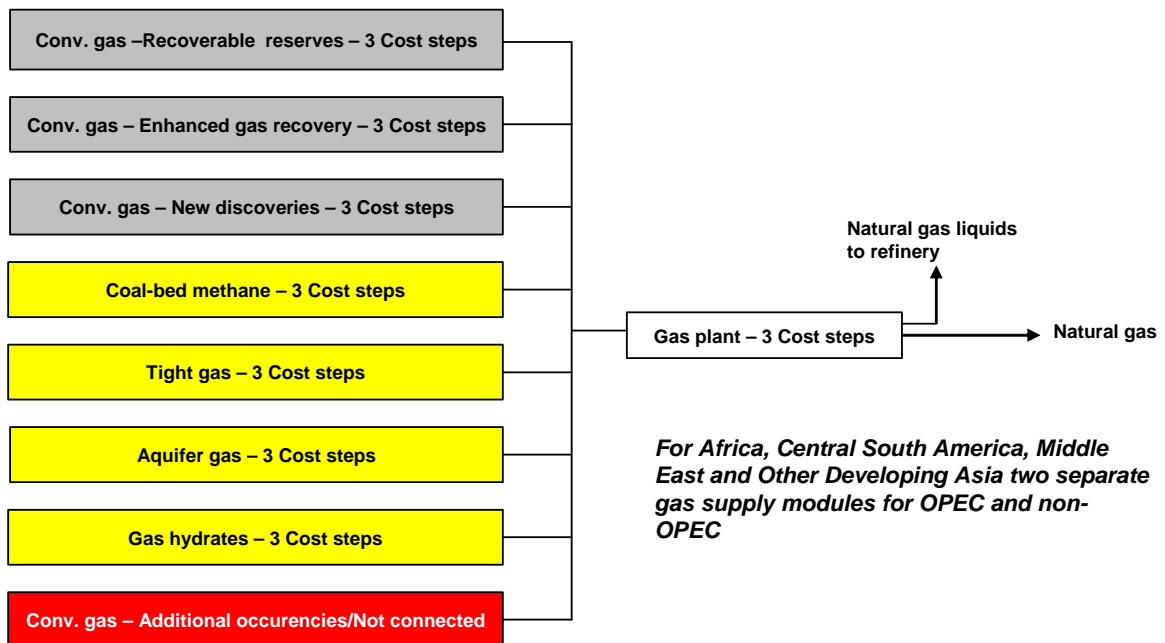 Conv. gas –Recoverable reserves – 3 Cost steps
Conv. gas – Enhanced gas recovery – 3 Cost steps
Conv. gas – New discoveries – 3 Cost steps
Coal-bed methane – 3 Cost steps
Tight gas – 3 Cost steps
Aquifer gas – 3 Cost steps
Gas hydrates – 3 Cost steps
Conv. gas – Additional occurencies/Not connected
Gas plant – 3 Cost steps
Natural gas liquids
to refinery
Natural gas
For Africa, Central South America, Middle
East and Other Developing Asia two separate
gas supply modules for OPEC and non-
OPEC